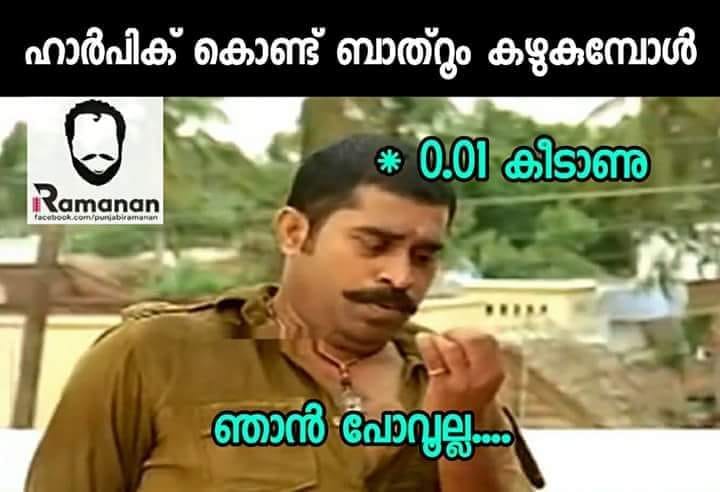 ഹാർപിക് കൊണ്ട് ബാത്റൂം കഴുകുമ്പോൾ
Ramanan
facebook.com/punjabiramanan
* 0.01 കീടാണു
ഞാൻ പോവൂല്ല....